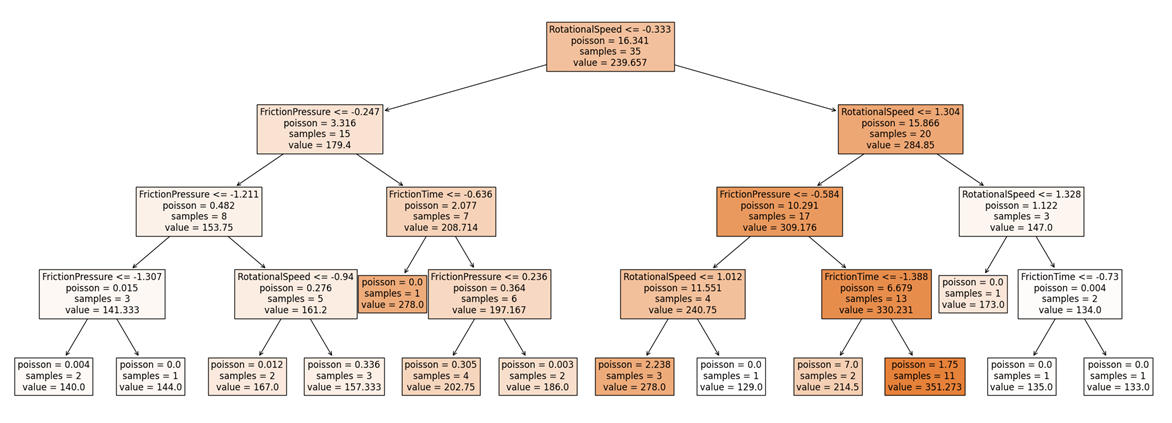 RotationalSpeed <= -0.333
poisson = 16.341
samples = 35
value = 239.657
FrictionPressure <= -0.247
poisson = 3.316
samples = 15
value = 179.4
RotationalSpeed <= 1.304
poisson = 15.866
samples = 20
value = 284.85
FrictionPressure <= -1.211
poisson = 0.482
samples = 8
value = 153.75
FrictionTime <= -0.636
poisson = 2.077
samples = 7
value = 208.714
FrictionPressure <= -0.584
poisson = 10.291
samples = 17
value = 309.176
RotationalSpeed <= 1.328
poisson = 1.122
samples = 3
value = 147.0
FrictionPressure <= -1.307
poisson = 0.015
samples = 3
value = 141.333
RotationalSpeed <= -0.94
poisson = 0.276
samples = 5
value = 161.2
poisson = 0.0
samples = 1
value = 278.0
FrictionPressure <= 0.236
poisson = 0.364
samples = 6
value = 197.167
RotationalSpeed <= 1.012
poisson = 11.551
samples = 4
value = 240.75
FrictionTime <= -1.388
poisson = 6.679
samples = 13
value = 330.231
poisson = 0.0
samples = 1
value = 173.0
FrictionTime <= -0.73
poisson = 0.004
samples = 2
value = 134.0
poisson = 0.004
samples = 2
value = 140.0
poisson = 0.0
samples = 1
value = 144.0
poisson = 0.012
samples = 2
value = 167.0
poisson = 0.336
samples = 3
value = 157.333
poisson = 0.305
samples = 4
value = 202.75
poisson = 0.003
samples = 2
value = 186.0
poisson = 2.238
samples = 3
value = 278.0
poisson = 0.0
samples = 1
value = 129.0
poisson = 7.0
samples = 2
value = 214.5
poisson = 1.75
samples = 11
value = 351.273
poisson = 0.0
samples = 1
value = 135.0
poisson = 0.0
samples = 1
value = 133.0